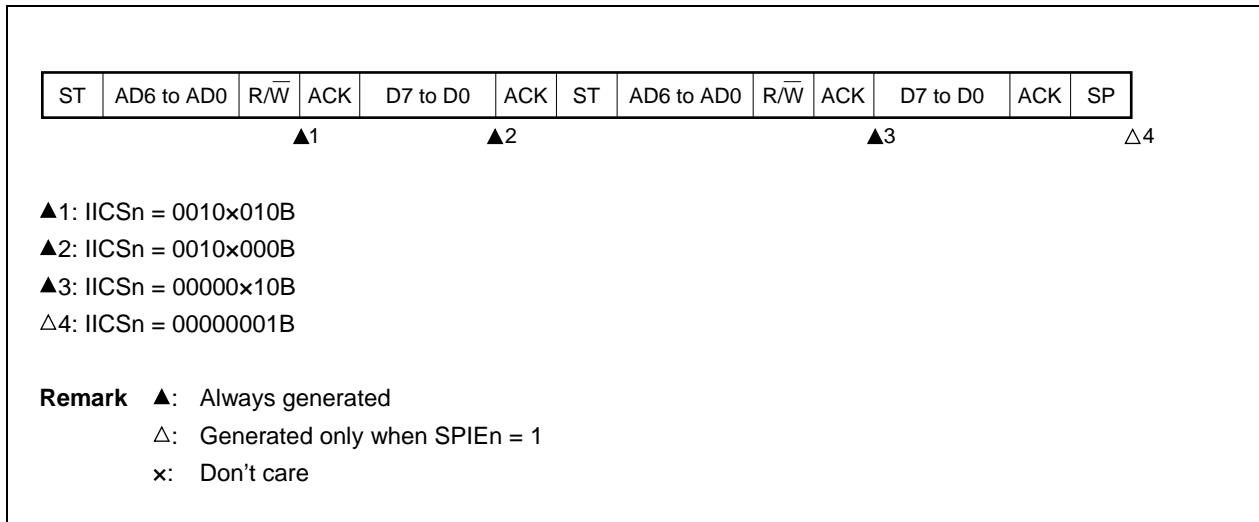 ST AD6 to AD0 R/W̅ ACK D7 to D0 ACK ST AD6 to AD0 R/W̅ ACK D7 to D0 ACK SP
▲1 ▲2 ▲3 △4
▲1: IICSn = 0010×010B
▲2: IICSn = 0010×000B
▲3: IICSn = 00000×10B
△4: IICSn = 00000001B
Remark ▲: Always generated
△: Generated only when SPIEn = 1
×: Don't care